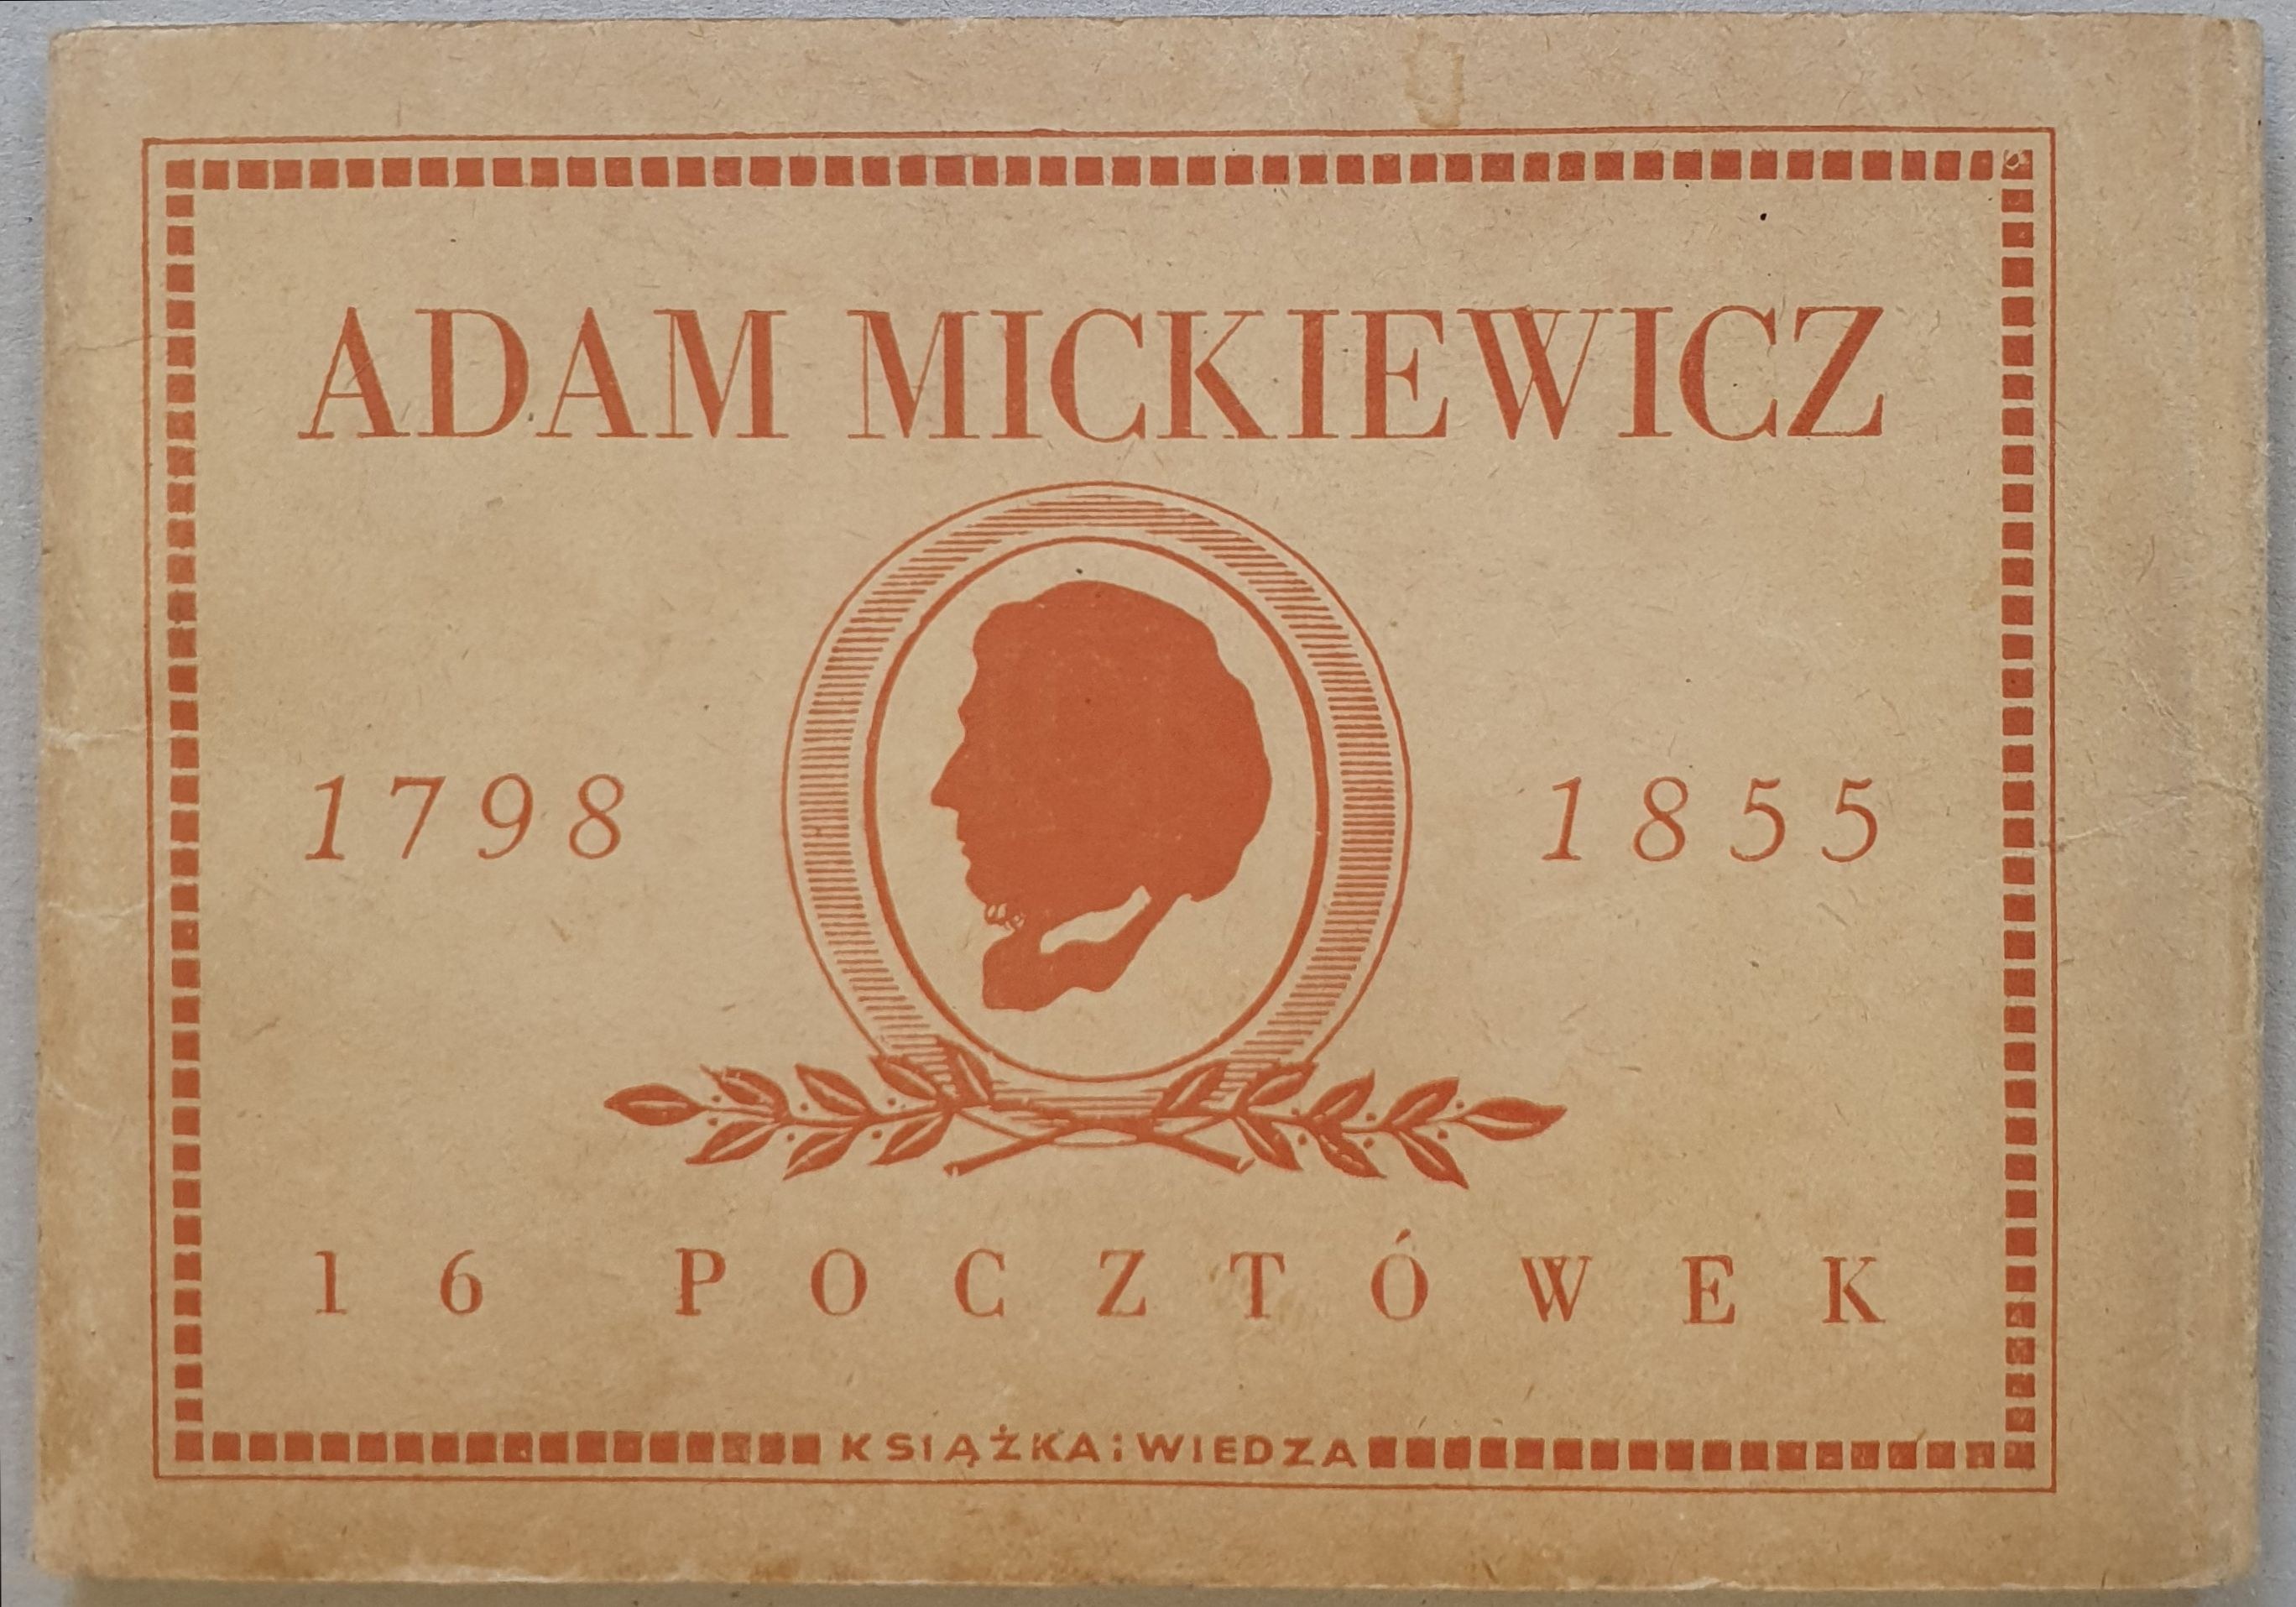 ADAM MICKIEWICZ
1798 1855
16 POCZTÓWEK
KSIĄŻKA i WIEDZA